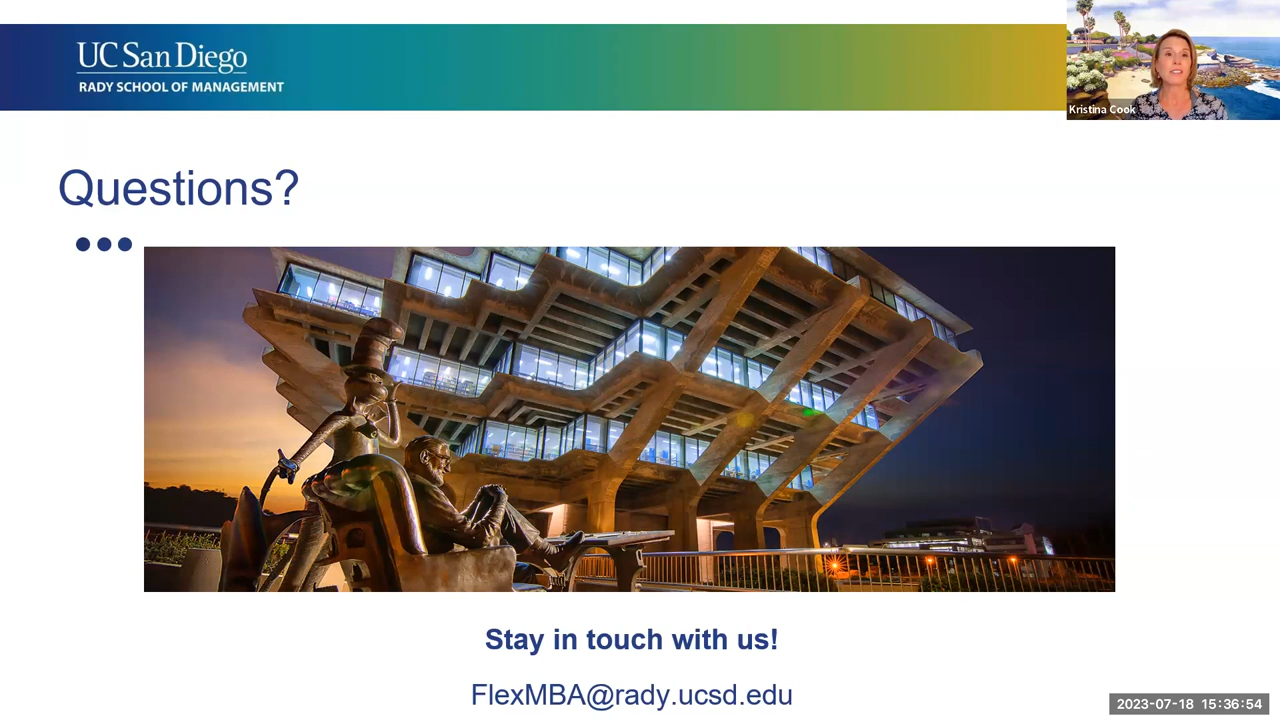 UC San Diego
RADY SCHOOL OF MANAGEMENT
Kristina Cook
Questions?
Stay in touch with us!
FlexMBA@rady.ucsd.edu
2023-07-18 15:36:54